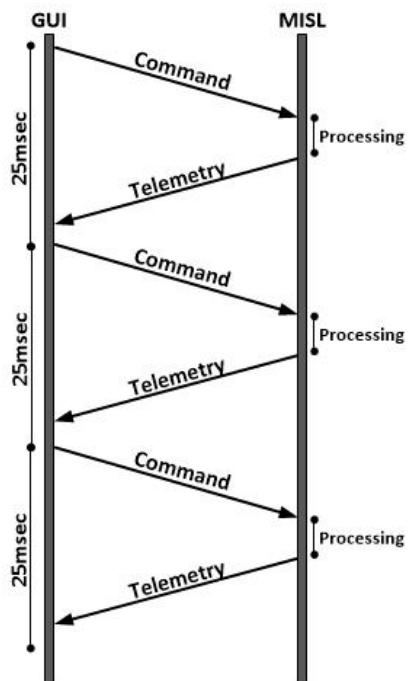 GUI
MISL
Command
25msec
Processing
Telemetry
Command
25msec
Processing
Telemetry
Command
25msec
Processing
Telemetry